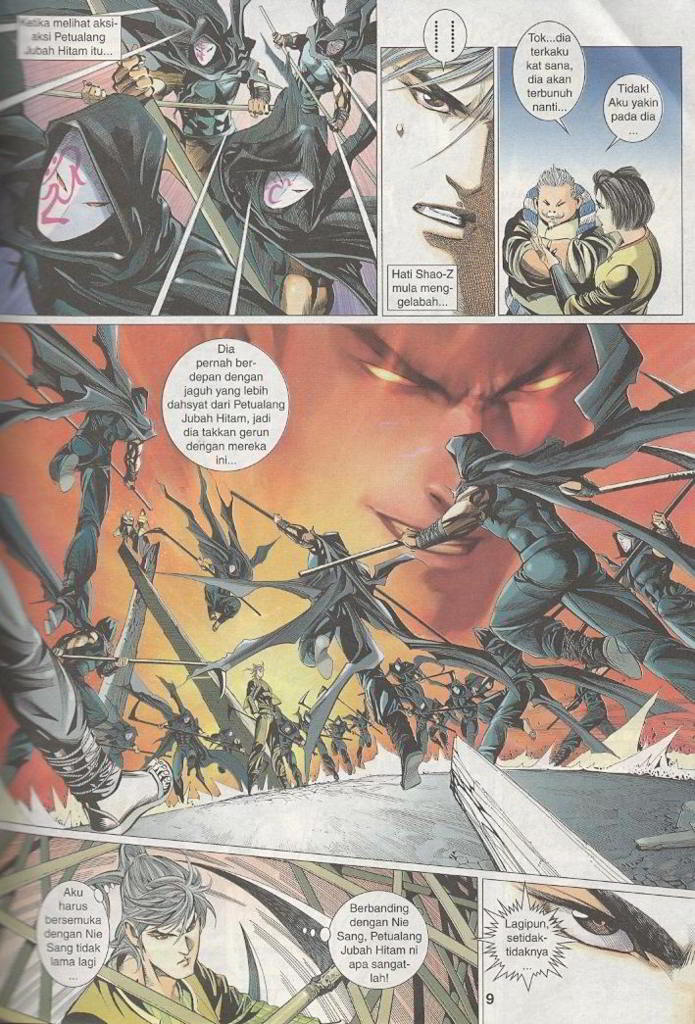 Ketika melihat aksi-
aksi Petualang
Jubah Hitam itu...
!!!
Hati Shao-Z
mula meng-
gelabah...
Tok...dia
terkaku
kat sana,
dia akan
terbunuh
nanti...
Tidak!
Aku yakin
pada dia
...
Dia
pernah ber-
depan dengan
jaguh yang lebih
dahsyat dari Petualang
Jubah Hitam, jadi
dia takkan gerun
dengan mereka
ini...
Aku
harus
bersemuka
dengan Nie
Sang tidak
lama lagi
...
Berbanding
dengan Nie
Sang, Petualang
Jubah Hitam ni
apa sangat-
lah!
Lagipun,
setidak-
tidaknya
...
9